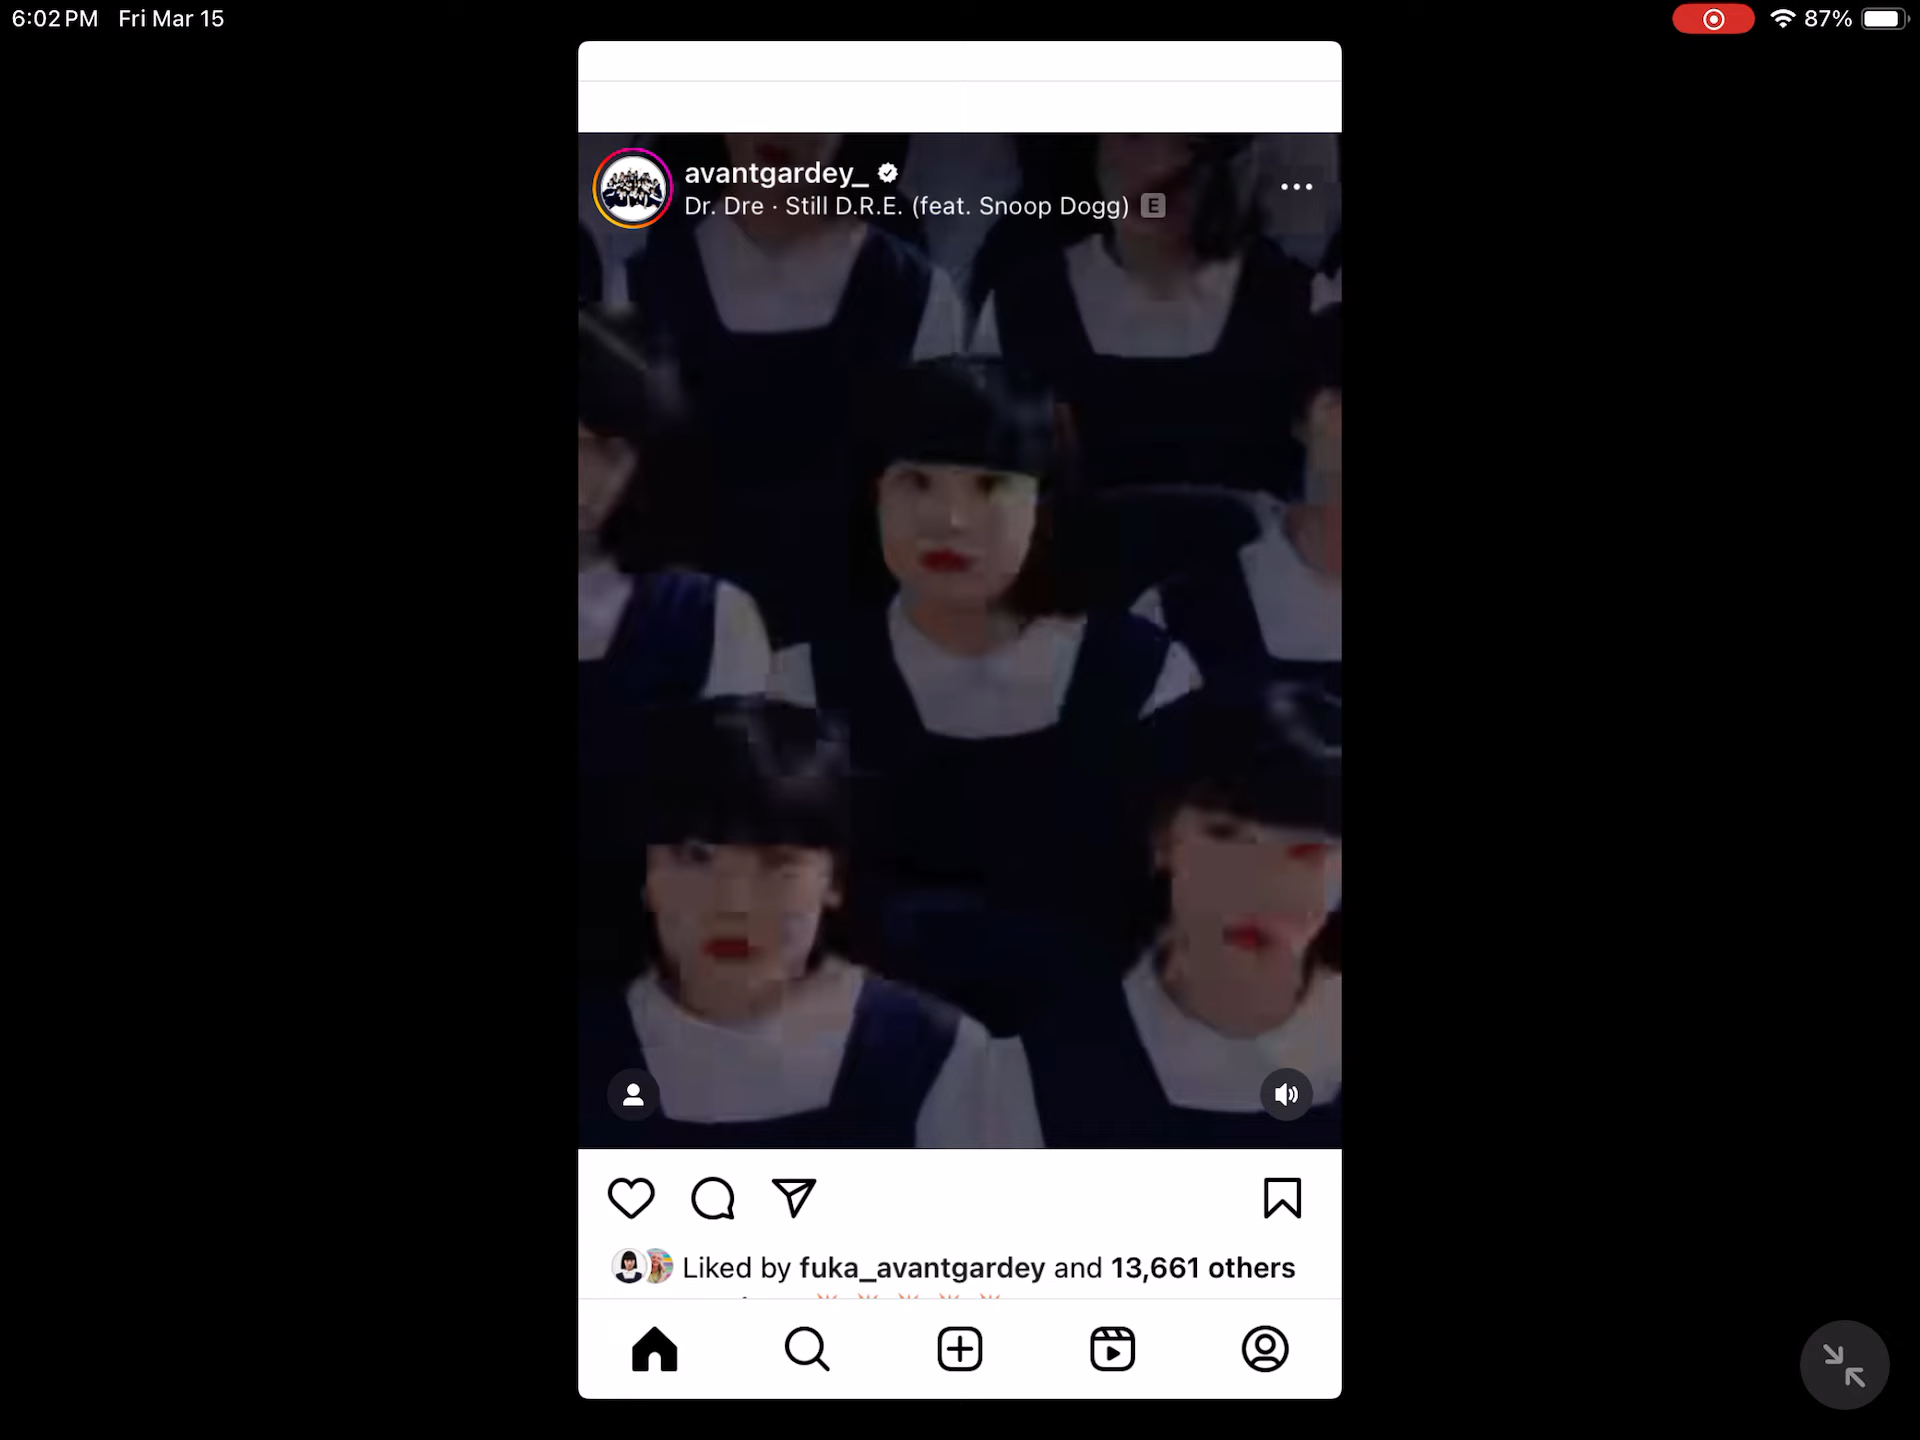 6:02 PM Fri Mar 15
87%
avantgardey_
Dr. Dre · Still D.R.E. (feat. Snoop Dogg) E
Liked by fuka_avantgardey and 13,661 others